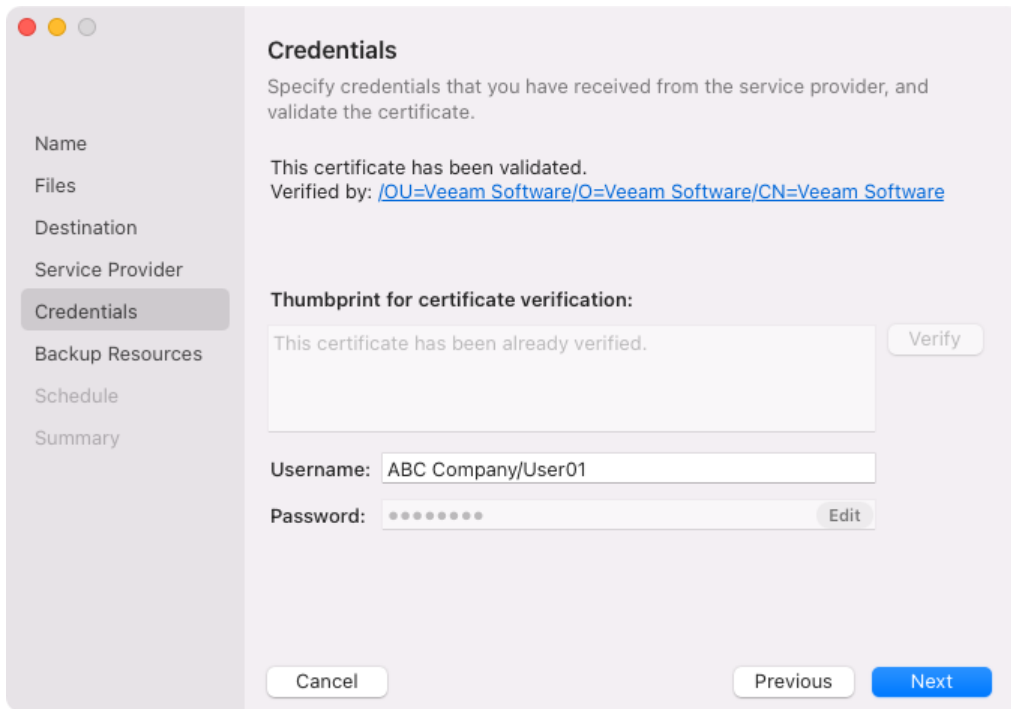 Name
Files
Destination
Service Provider
Credentials
Backup Resources
Schedule
Summary
Credentials
Specify credentials that you have received from the service provider, and
validate the certificate.
This certificate has been validated.
Verified by: /OU=Veeam Software/O=Veeam Software/CN=Veeam Software
Thumbprint for certificate verification:
This certificate has been already verified.
Verify
Username: ABC Company/User01
Password: ●●●●●●●● Edit
Cancel
Previous
Next